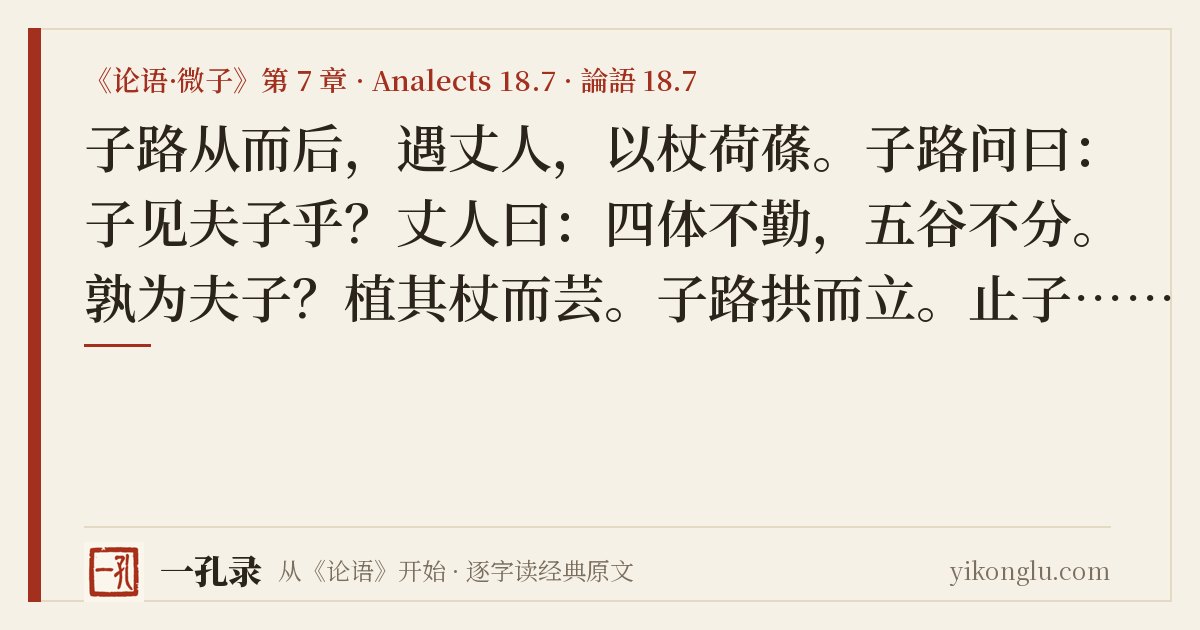 《论语·微子》第 7 章 · Analects 18.7 · 論語 18.7
子路从而后，遇丈人，以杖荷蓧。子路问曰：
子见夫子乎？丈人曰：四体不勤，五谷不分。
孰为夫子？植其杖而芸。子路拱而立。止子……
一孔
一孔录 从《论语》开始 · 逐字读经典原文 yikonglu.com